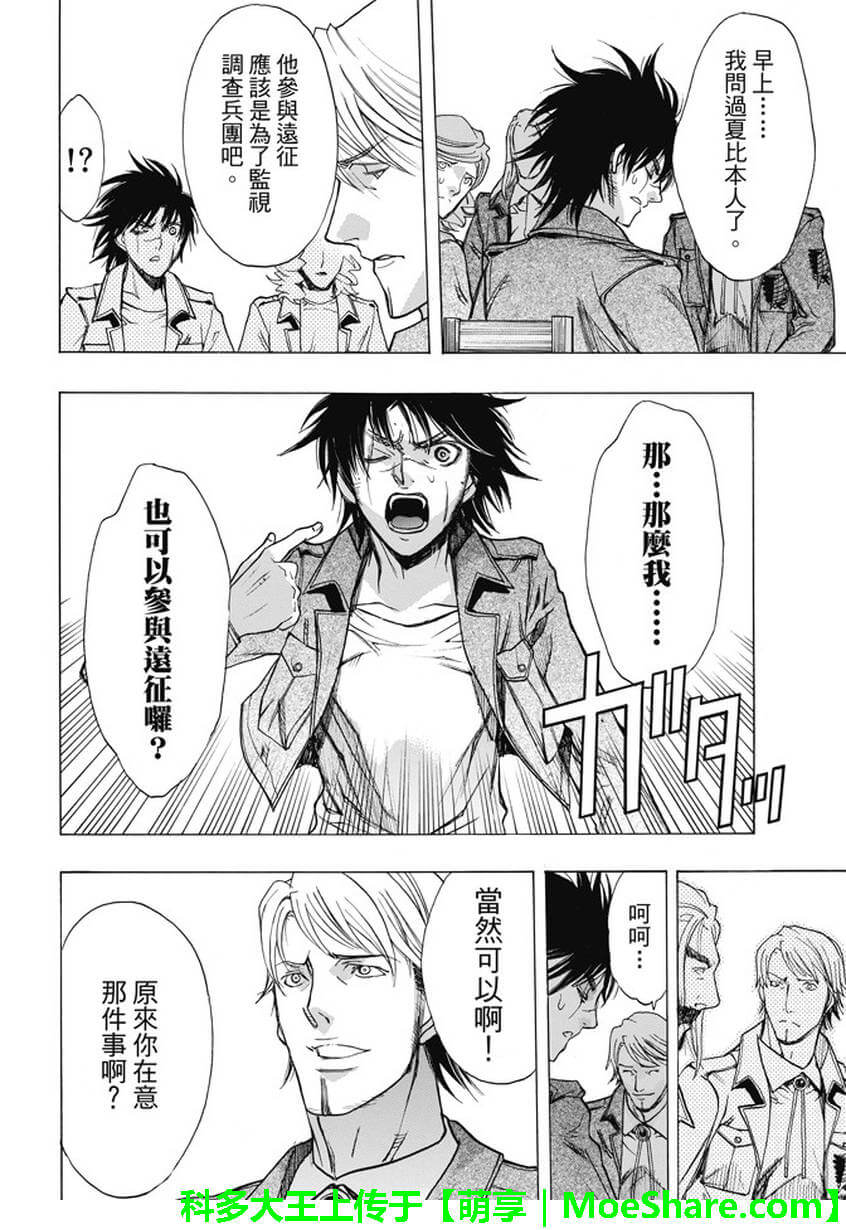 早上……
我問過夏比本人了。
他參與遠征
應該是為了監視
調查兵團吧。
!?
那…那麼我……
也可以參與遠征囉？
ガタッ
呵呵…
當然可以啊！
原來你在意
那件事啊？
科多大王上传于【萌享｜MoeShare.com】